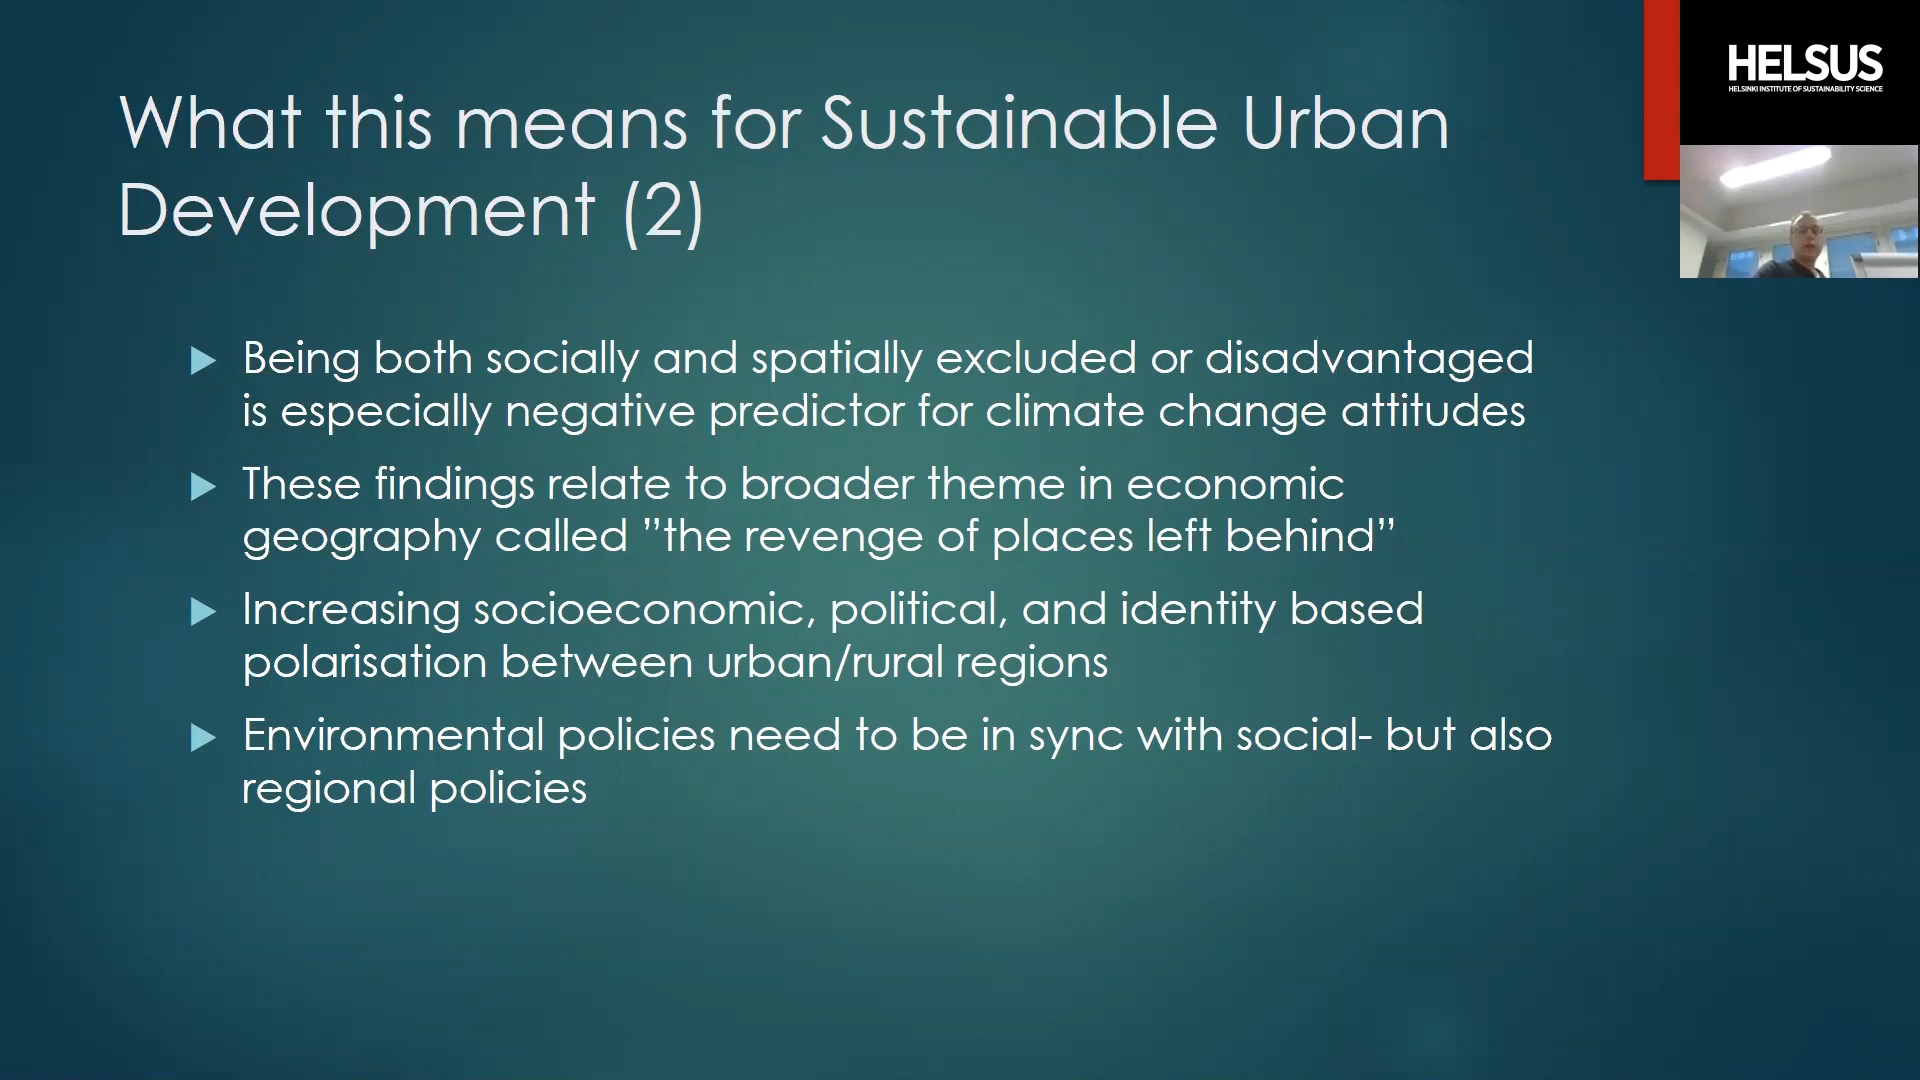 What this means for Sustainable Urban
Development (2)
Being both socially and spatially excluded or disadvantaged
is especially negative predictor for climate change attitudes
These findings relate to broader theme in economic
geography called ”the revenge of places left behind”
Increasing socioeconomic, political, and identity based
polarisation between urban/rural regions
Environmental policies need to be in sync with social- but also
regional policies
HELSUS
HELSINKI INSTITUTE OF SUSTAINABILITY SCIENCE